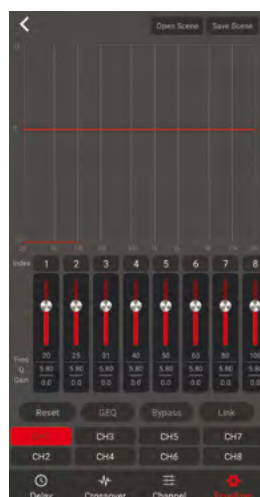 Open Scene Save Scene
Index 1 2 3 4 5 6 7 8
Freq 20 25 31 40 50 65 80 100
Q 5.80 5.80 5.80 5.80 5.80 5.80 5.80 5.80
Gain 0.0 0.0 0.0 0.0 0.0 0.0 0.0 0.0
Reset GEQ Bypass Link
CH3 CH5 CH7
CH2 CH4 CH6 CH8
Delay Crossover Channel